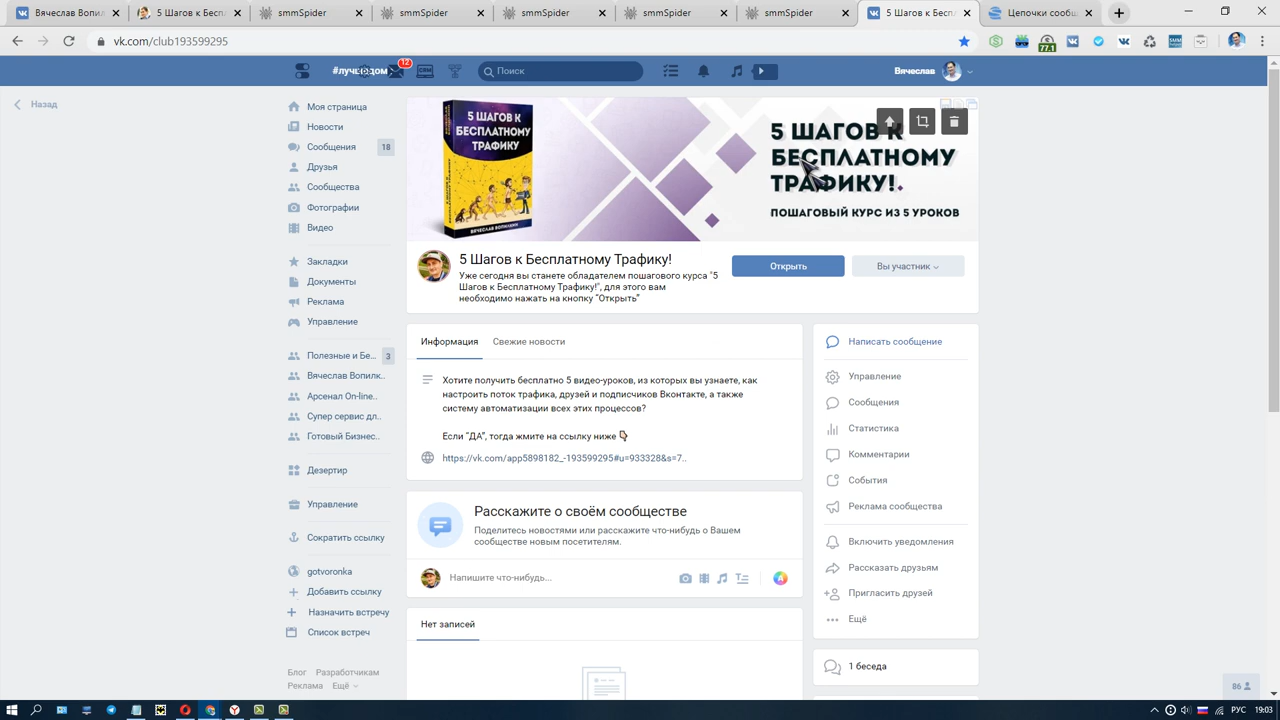 Вячеслав Вопил
5 Шагов к Бесп
smmSpider
smmSpider
smmSpider
smmSpider
smmSpider
5 Шагов к Бесп
Цепочки сообщ
vk.com/club193599295
77.1
12
Поиск
Вячеслав
Назад
Моя страница
Новости
Сообщения 18
Друзья
Сообщества
Фотографии
Видео
Закладки
Документы
Реклама
Управление
Полезные и Бе... 3
Вячеслав Вопилк..
Арсенал On-line..
Супер сервис дл..
Готовый Бизнес..
Дезертир
Управление
Сократить ссылку
gotvoronka
Добавить ссылку
Назначить встречу
Список встреч
Блог Разработчикам
Реклама Ещё
5 ШАГОВ К
БЕСПЛАТНОМУ
ТРАФИКУ
ВЯЧЕСЛАВ ВОПИЛКИН
5 ШАГОВ К
БЕСПЛАТНОМУ
ТРАФИКУ!
ПОШАГОВЫЙ КУРС ИЗ 5 УРОКОВ
5 Шагов к Бесплатному Трафику!
Уже сегодня вы станете обладателем пошагового курса "5
Шагов к Бесплатному Трафику!", для этого вам
необходимо нажать на кнопку "Открыть"
Открыть
Вы участник
Информация Свежие новости
Хотите получить бесплатно 5 видео-уроков, из которых вы узнаете, как
настроить поток трафика, друзей и подписчиков Вконтакте, а также
систему автоматизации всех этих процессов?
Если "ДА", тогда жмите на ссылку ниже
https://vk.com/app5898182_-193599295#u=933328&s=7..
Расскажите о своём сообществе
Поделитесь новостями или расскажите что-нибудь о Вашем
сообществе новым посетителям.
Напишите что-нибудь...
Нет записей
Написать сообщение
Управление
Сообщения
Статистика
Комментарии
События
Реклама сообщества
Включить уведомления
Рассказать друзьям
Пригласить друзей
Ещё
1 беседа
86
РУС 19:03